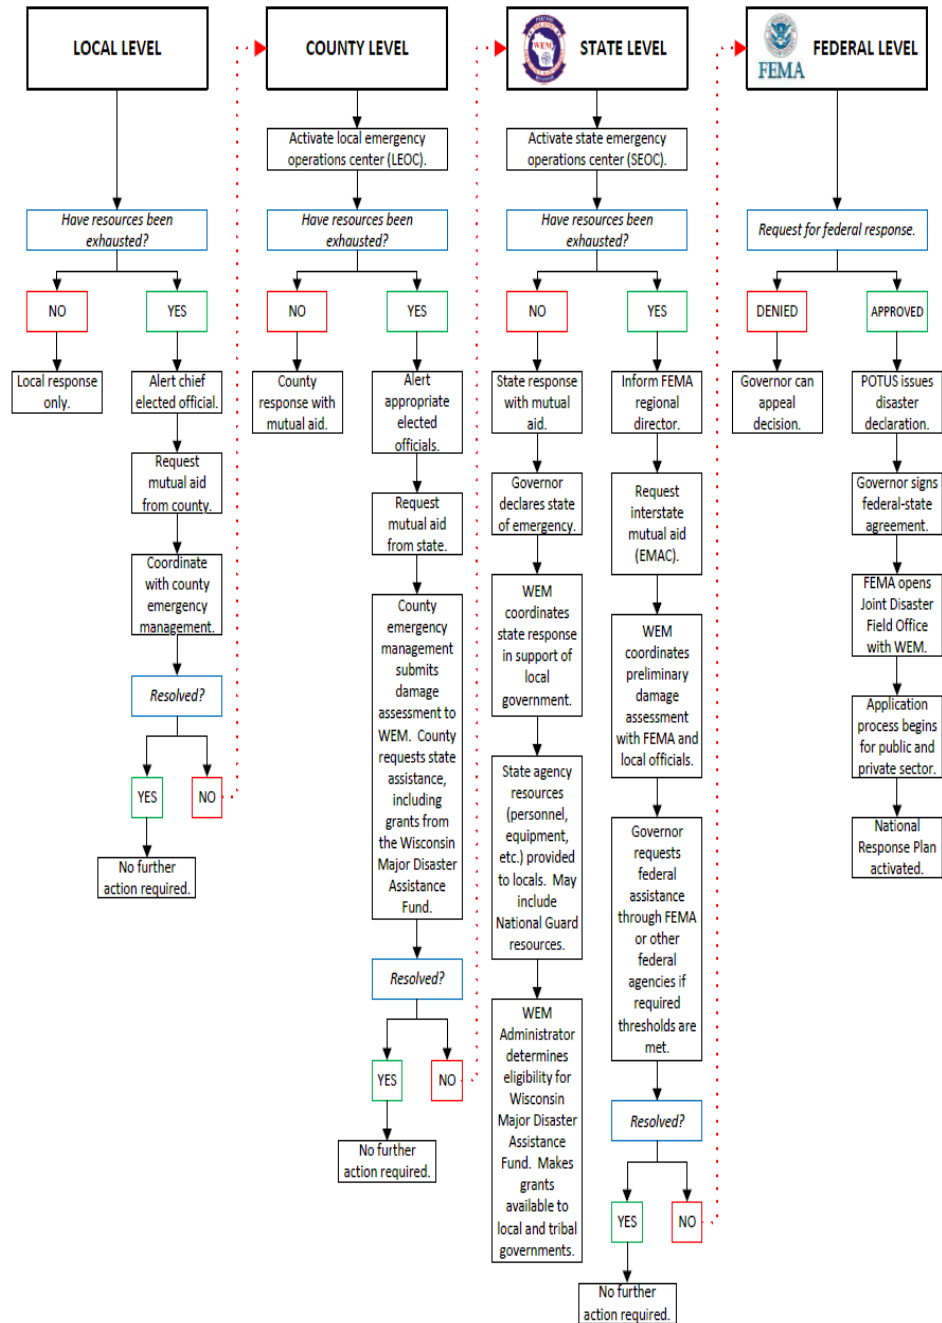 LOCAL LEVEL
Have resources been
exhausted?
NO
YES
Local response
only.
Alert chief
elected official.
Request
mutual aid
from county.
Coordinate
with county
emergency
management.
Resolved?
YES
NO
No further
action required.
COUNTY LEVEL
Activate local emergency
operations center (LEOC).
Have resources been
exhausted?
NO
YES
County
response with
mutual aid.
Alert
appropriate
elected
officials.
Request
mutual aid
from state.
County
emergency
management
submits
damage
assessment to
WEM. County
requests state
assistance,
including
grants from
the Wisconsin
Major Disaster
Assistance
Fund.
Resolved?
YES
NO
No further
action required.
WEM
STATE LEVEL
Activate state emergency
operations center (SEOC).
Have resources been
exhausted?
NO
YES
State response
with mutual
aid.
Governor
declares state
of emergency.
WEM
coordinates
state response
in support of
local
government.
State agency
resources
(personnel,
equipment,
etc.) provided
to locals. May
include
National Guard
resources.
WEM
Administrator
determines
eligibility for
Wisconsin
Major Disaster
Assistance
Fund. Makes
grants
available to
local and tribal
governments.
Inform FEMA
regional
director.
Request
interstate
mutual aid
(EMAC).
WEM
coordinates
preliminary
damage
assessment
with FEMA and
local officials.
Governor
requests
federal
assistance
through FEMA
or other
federal
agencies if
required
thresholds are
met.
Resolved?
YES
NO
No further
action required.
FEMA
FEDERAL LEVEL
Request for federal response.
DENIED
APPROVED
Governor can
appeal
decision.
POTUS issues
disaster
declaration.
Governor signs
federal-state
agreement.
FEMA opens
Joint Disaster
Field Office
with WEM.
Application
process begins
for public and
private sector.
National
Response Plan
activated.